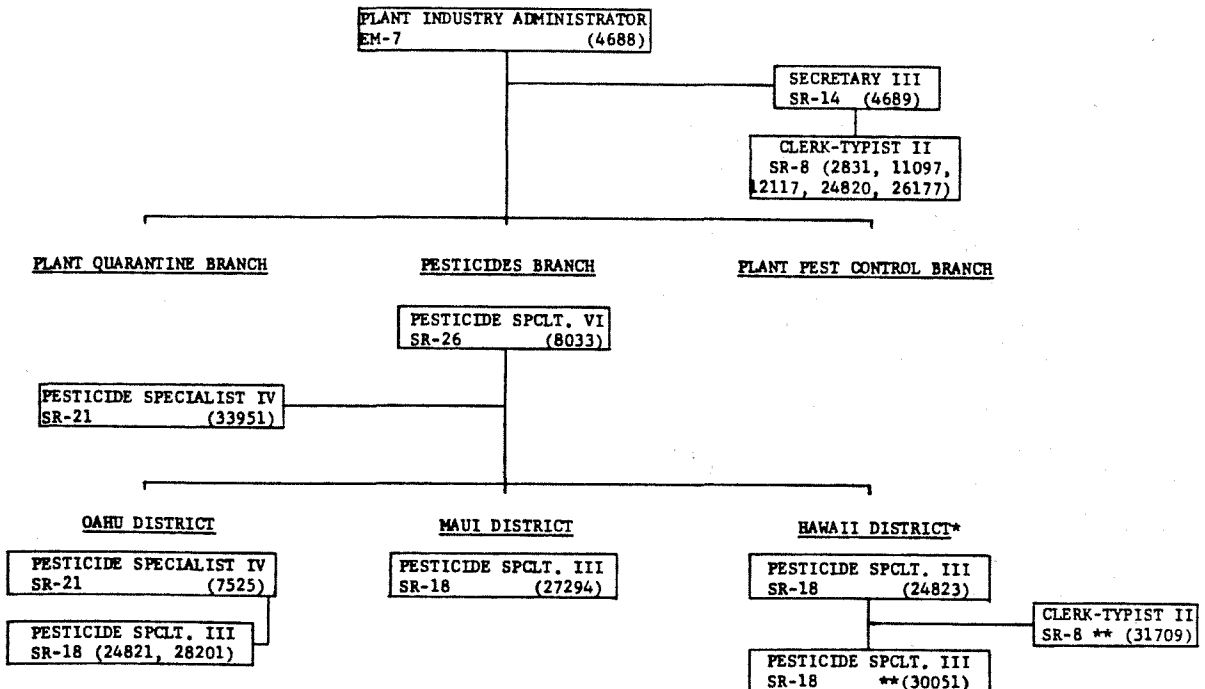 PLANT INDUSTRY ADMINISTRATOR
EM-7 (4688)
SECRETARY III
SR-14 (4689)
CLERK-TYPIST II
SR-8 (2831, 11097,
12117, 24820, 26177)
PLANT QUARANTINE BRANCH
PESTICIDES BRANCH
PLANT PEST CONTROL BRANCH
PESTICIDE SPCLT. VI
SR-26 (8033)
PESTICIDE SPECIALIST IV
SR-21 (33951)
OAHU DISTRICT
MAUI DISTRICT
HAWAII DISTRICT*
PESTICIDE SPECIALIST IV
SR-21 (7525)
PESTICIDE SPCLT. III
SR-18 (27294)
PESTICIDE SPCLT. III
SR-18 (24823)
CLERK-TYPIST II
SR-8 ** (31709)
PESTICIDE SPCLT. III
SR-18 (24821, 28201)
PESTICIDE SPCLT. III
SR-18 **(30051)